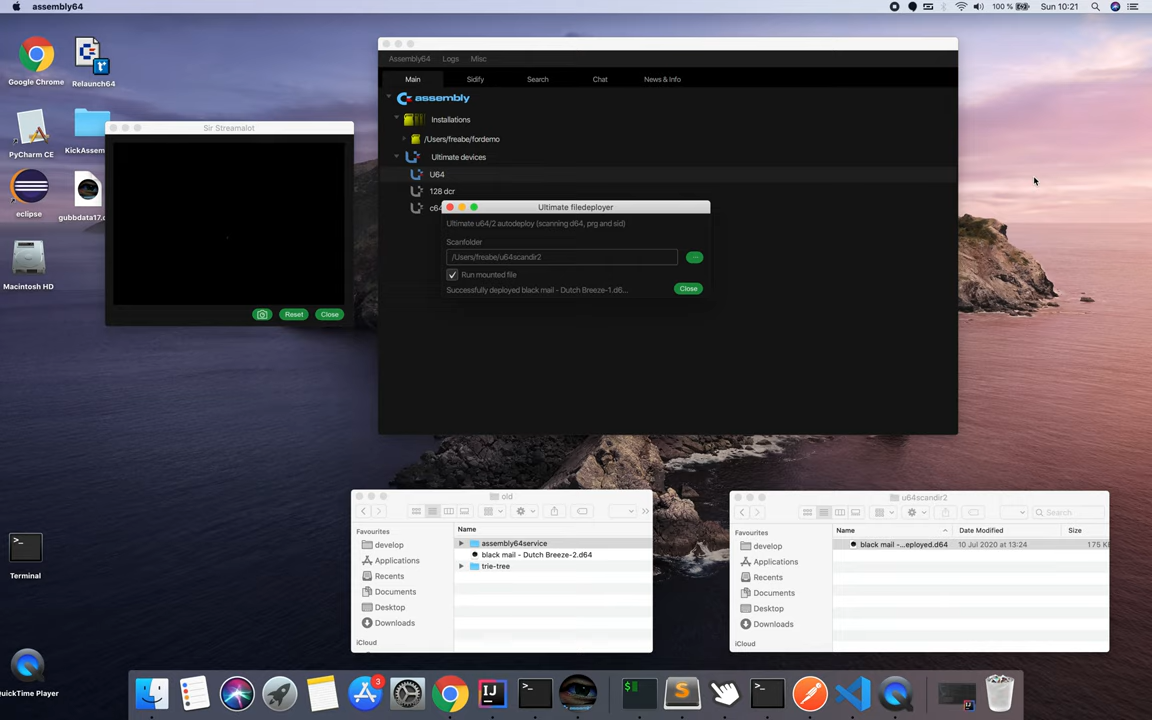 assembly64
100 %
Sun 10:21
Google Chrome
Relaunch64
PyCharm CE
KickAssem
eclipse
gubbdata17.
Macintosh HD
Terminal
QuickTime Player
Sir Streamalot
Reset
Close
Assembly64
Logs
Misc
Main
Sidify
Search
Chat
News & Info
assembly
Installations
/Users/freabe/fordemo
Ultimate devices
U64
128 dcr
c64
Ultimate filedeployer
Ultimate u64/2 autodeploy (scanning d64, prg and sid)
Scanfolder
/Users/freabe/u64scandir2
...
Run mounted file
Successfully deployed black mail - Dutch Breeze-1.d6...
Close
old
Favourites
develop
Applications
Recents
Documents
Desktop
Downloads
iCloud
Name
assembly64service
black mail - Dutch Breeze-2.d64
trie-tree
u64scandir2
Search
Favourites
develop
Applications
Recents
Documents
Desktop
Downloads
iCloud
Name
Date Modified
Size
black mail -...eployed.d64
10 Jul 2020 at 13:24
175 K
3
IJ